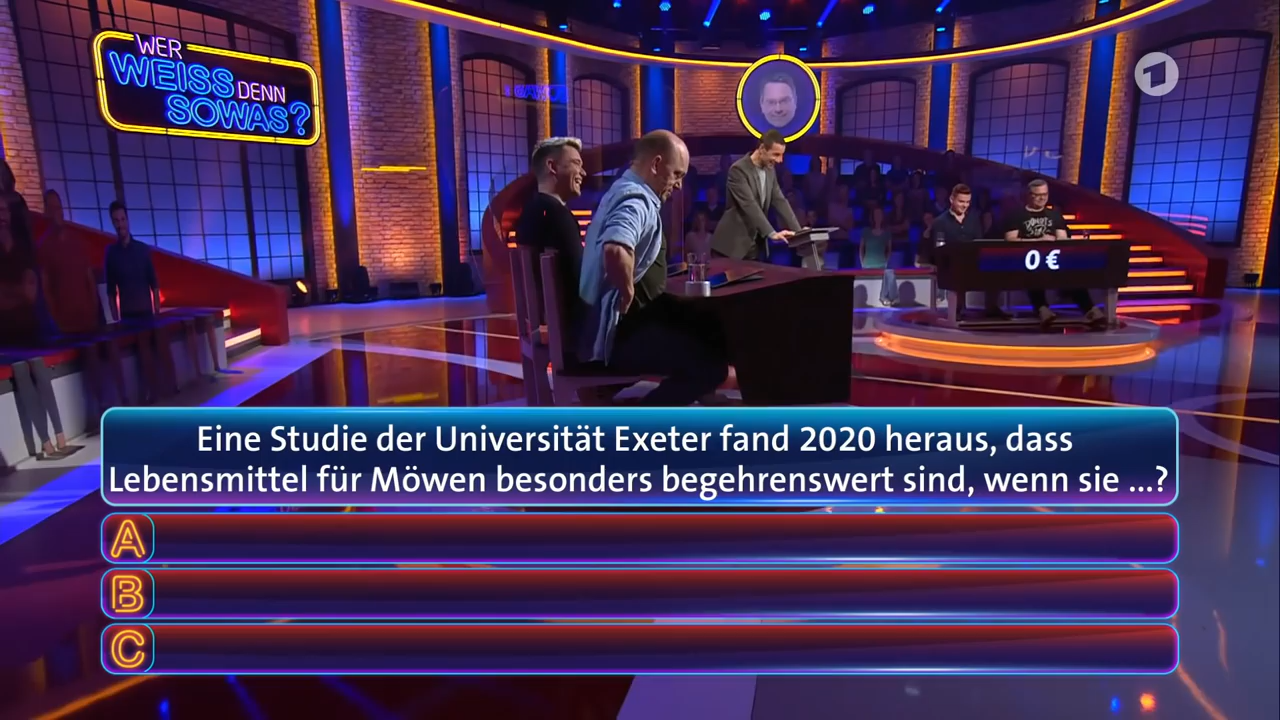 WER
WEISS DENN
SOWAS?
1
0 €
Eine Studie der Universität Exeter fand 2020 heraus, dass
Lebensmittel für Möwen besonders begehrenswert sind, wenn sie ...?
A
B
C